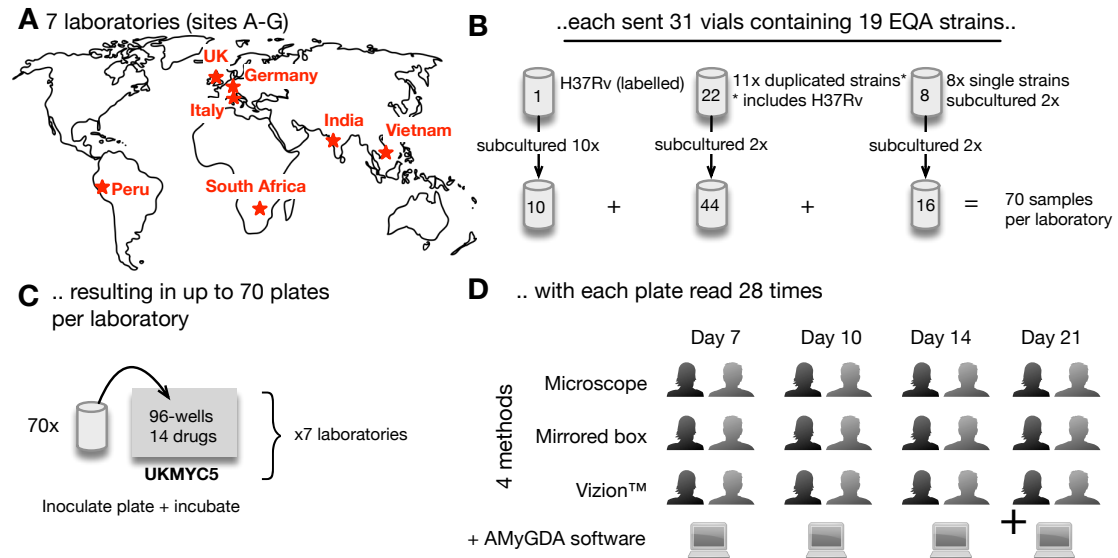 A 7 laboratories (sites A-G)
UK
Germany
Italy
India
Vietnam
Peru
South Africa
B ..each sent 31 vials containing 19 EQA strains..
1
H37Rv (labelled)
22
11x duplicated strains*
* includes H37Rv
8
8x single strains
subcultured 2x
subcultured 10x
subcultured 2x
subcultured 2x
10
+
44
+
16
=
70 samples
per laboratory
C .. resulting in up to 70 plates
per laboratory
70x
96-wells
14 drugs
UKMYC5
x7 laboratories
Inoculate plate + incubate
D .. with each plate read 28 times
Day 7 Day 10 Day 14 Day 21
4 methods
Microscope
Mirrored box
Vizion™
+ AMyGDA software
+